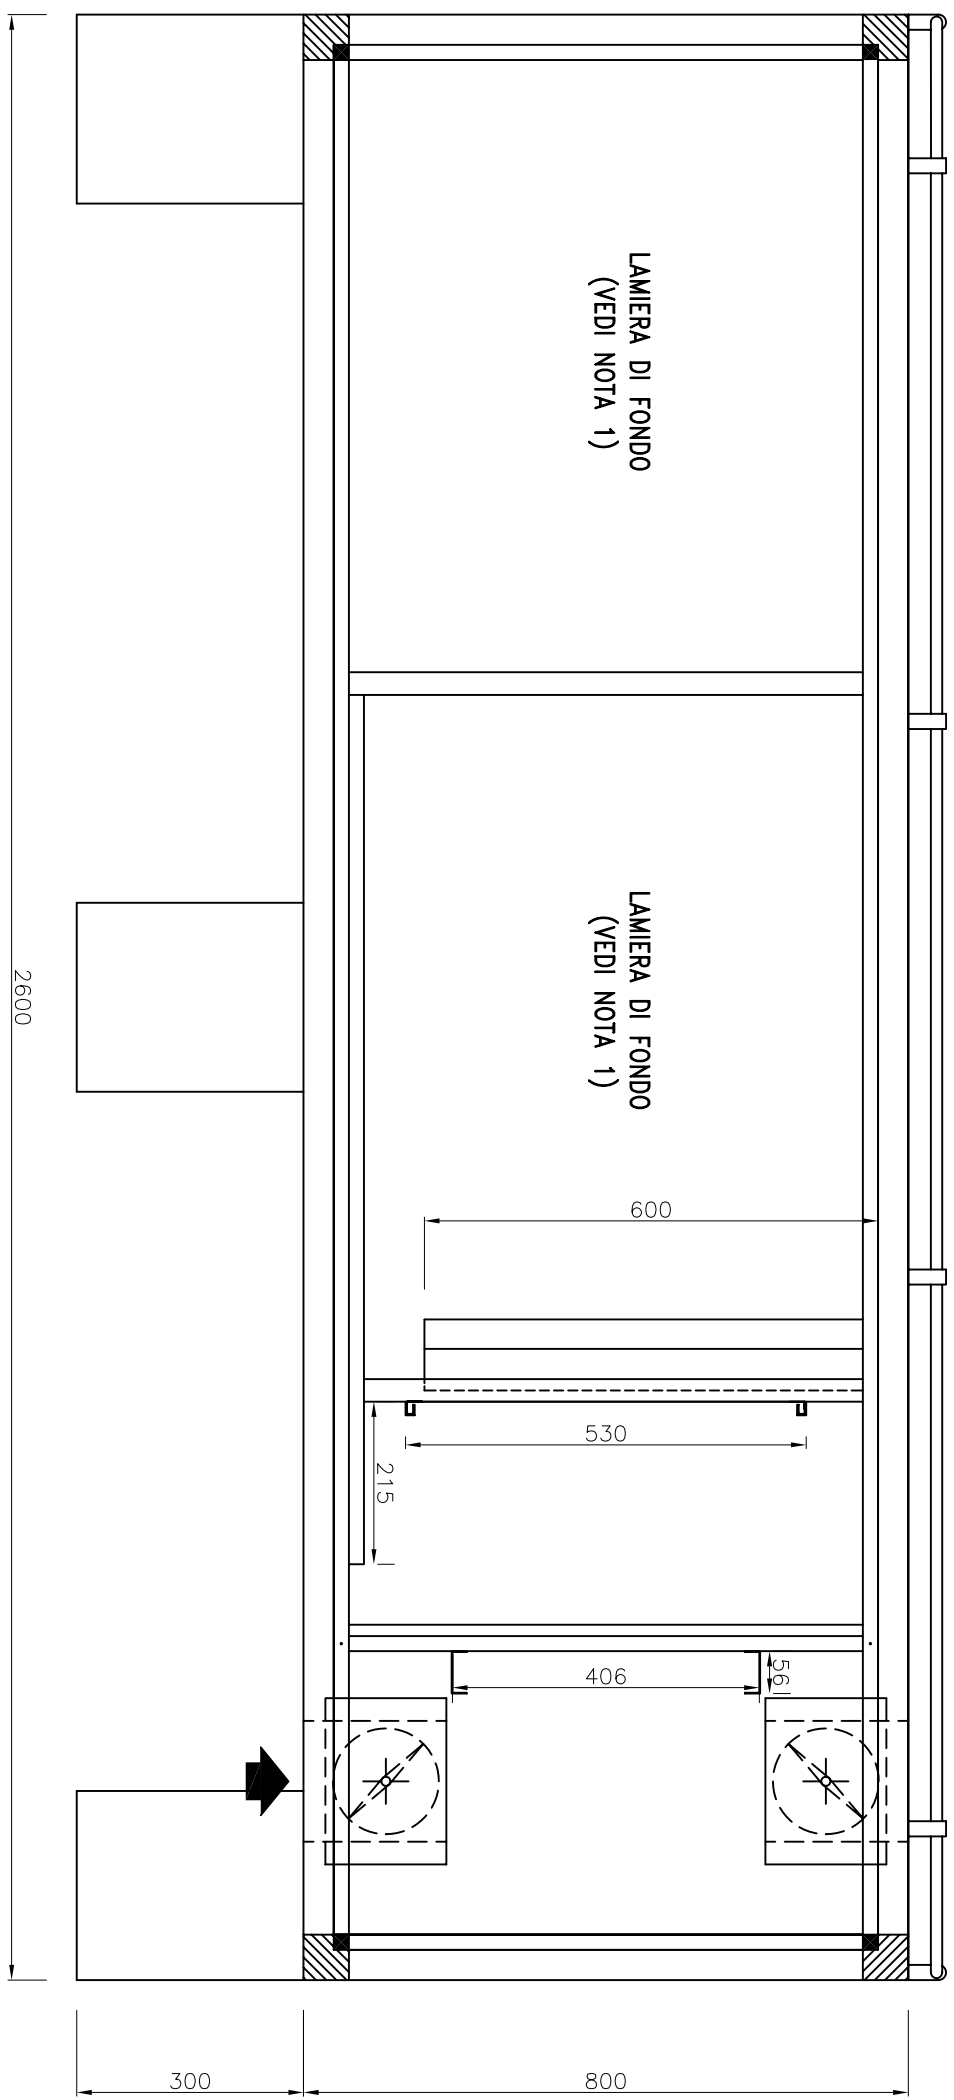 LAMIERA DI FONDO
(VEDI NOTA 1)
LAMIERA DI FONDO
(VEDI NOTA 1)
600
530
215
406
56
2600
300
800